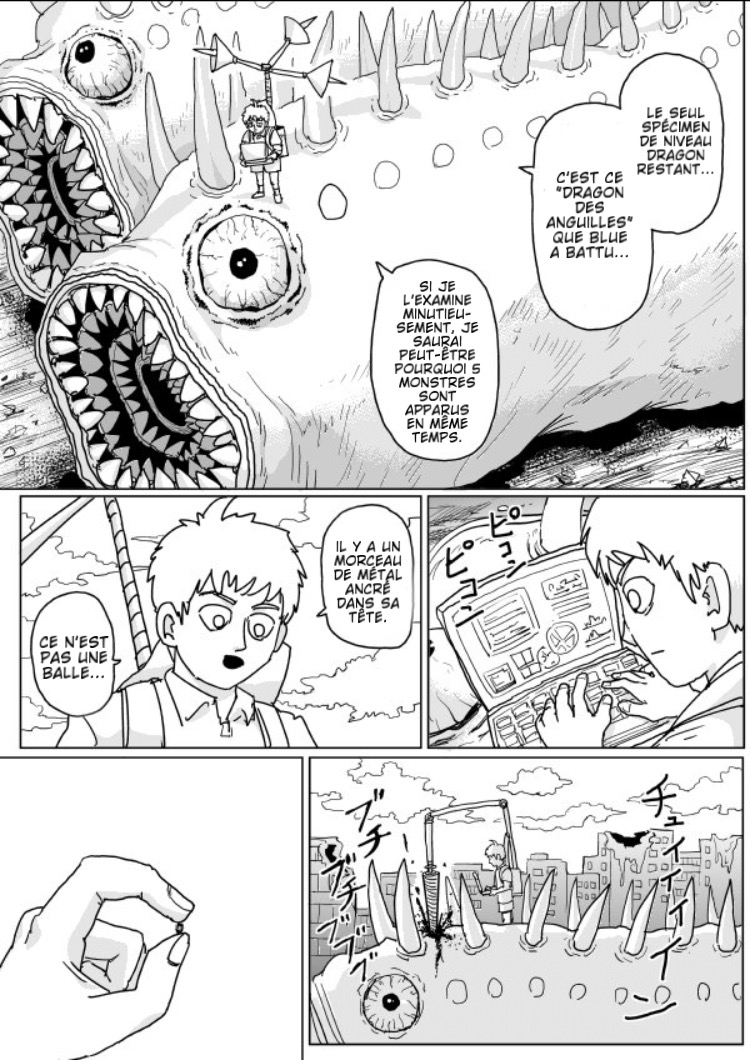 LE SEUL
SPÉCIMEN
DE NIVEAU
DRAGON
RESTANT...
C'EST CE
"DRAGON
DES
ANGUILLES"
QUE BLUE
A BATTU...
SI JE
L'EXAMINE
MINUTIEU-
SEMENT, JE
SAURAI
PEUT-ÊTRE
POURQUOI 5
MONSTRES
SONT
APPARUS
EN MÊME
TEMPS.
IL Y A UN
MORCEAU
DE MÉTAL
ANCRÉ
DANS SA
TÊTE.
CE N'EST
PAS UNE
BALLE...
ピコン
ピコン
ブチ
ブチ
ブブブ
チュイイイイン